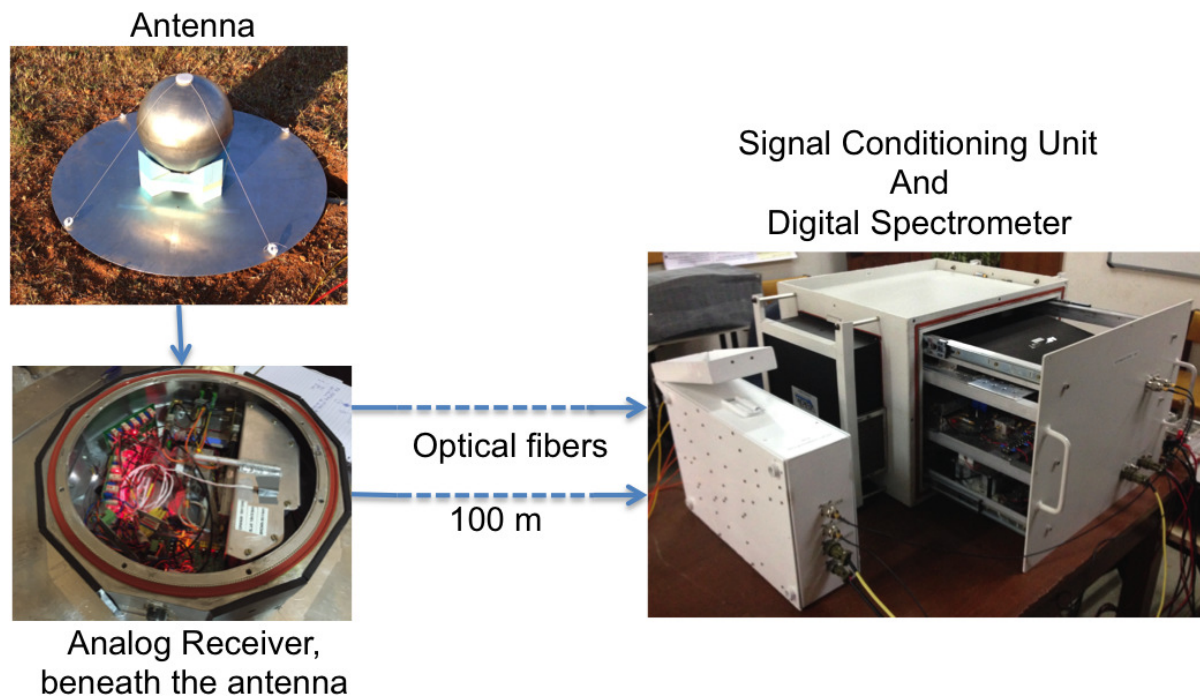 Antenna
Signal Conditioning Unit
And
Digital Spectrometer
Optical fibers
100 m
Analog Receiver,
beneath the antenna